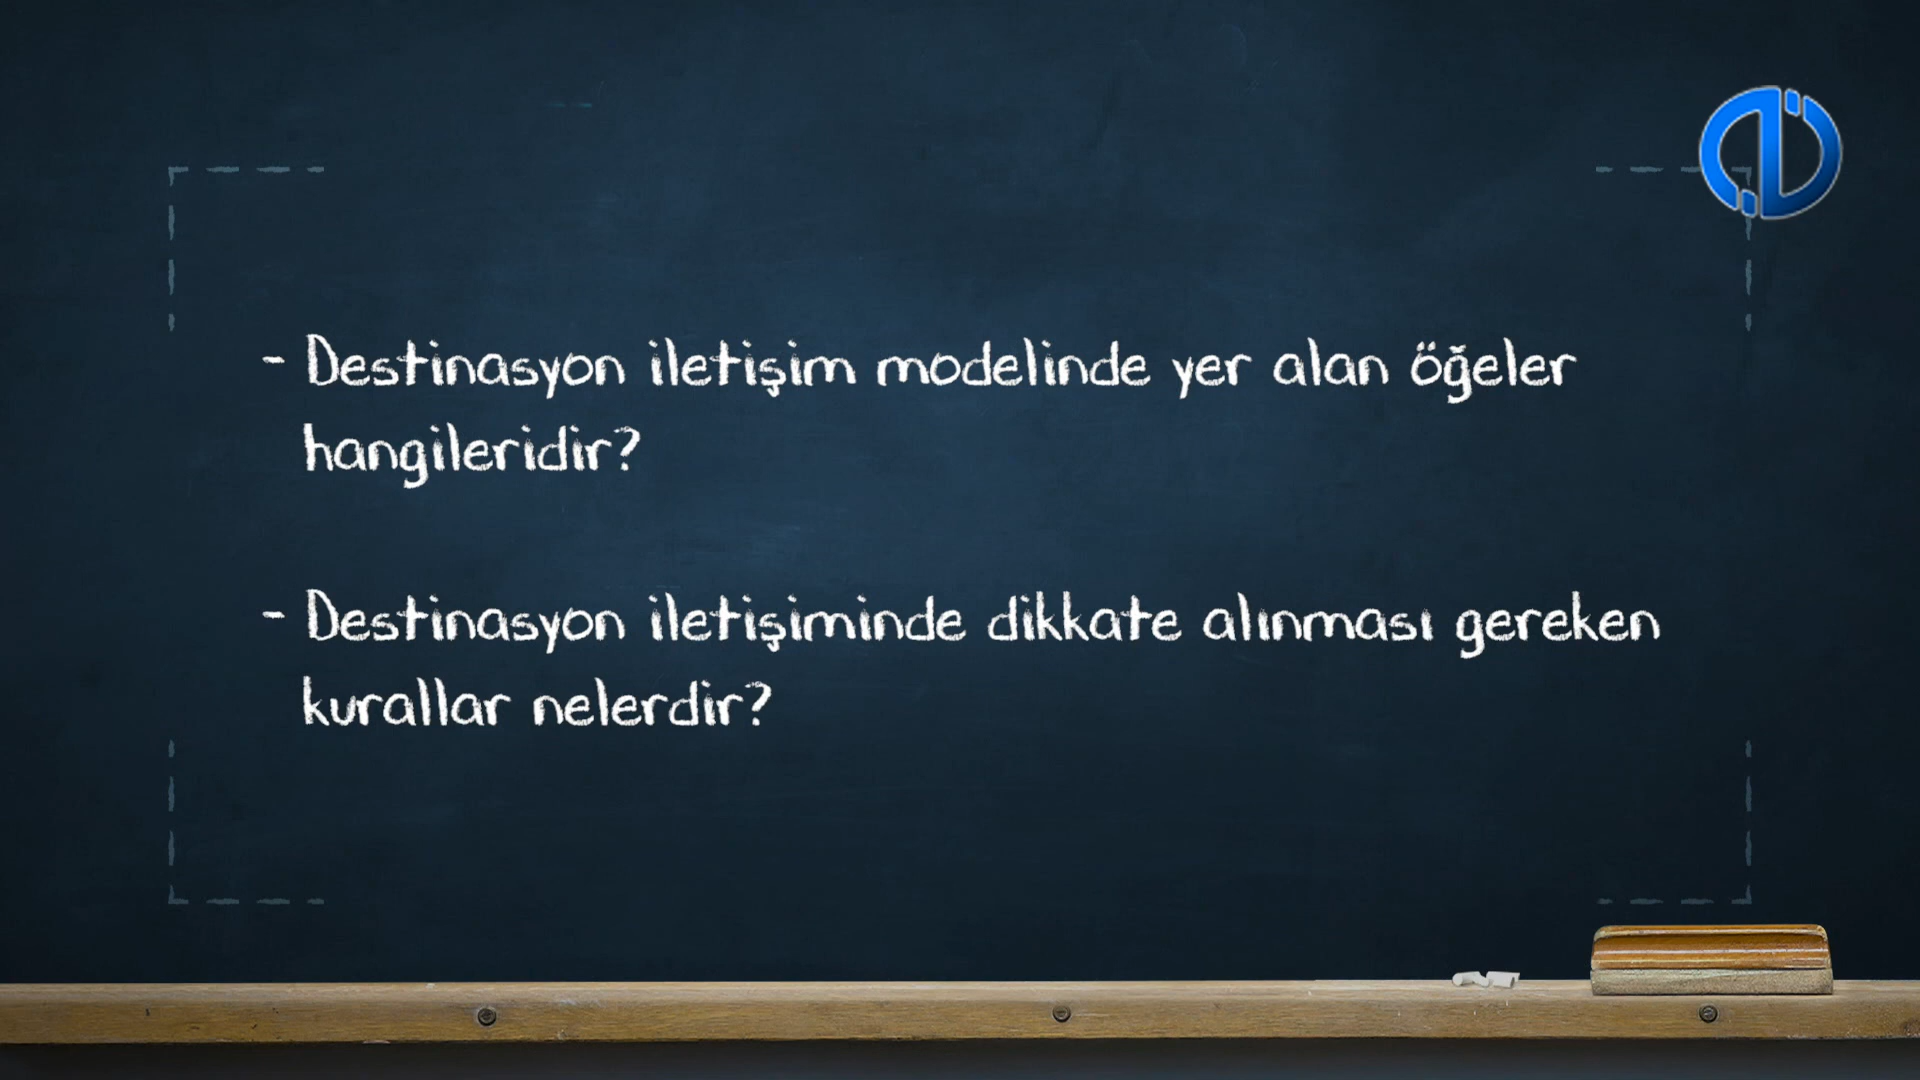 - Destinasyon iletişim modelinde yer alan öğeler
hangileridir?
- Destinasyon iletişiminde dikkate alınması gereken
kurallar nelerdir?